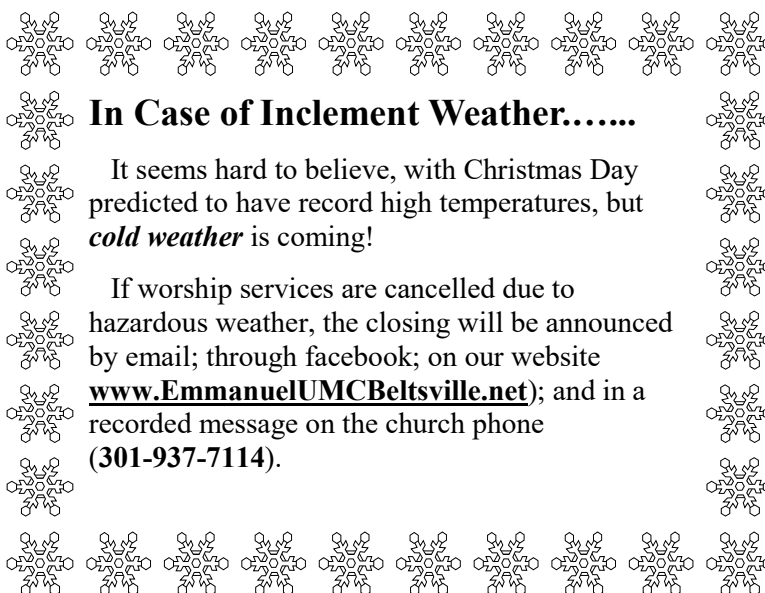 In Case of Inclement Weather.…...
It seems hard to believe, with Christmas Day
predicted to have record high temperatures, but
cold weather is coming!
If worship services are cancelled due to
hazardous weather, the closing will be announced
by email; through facebook; on our website
www.EmmanuelUMCBeltsville.net); and in a
recorded message on the church phone
(301-937-7114).